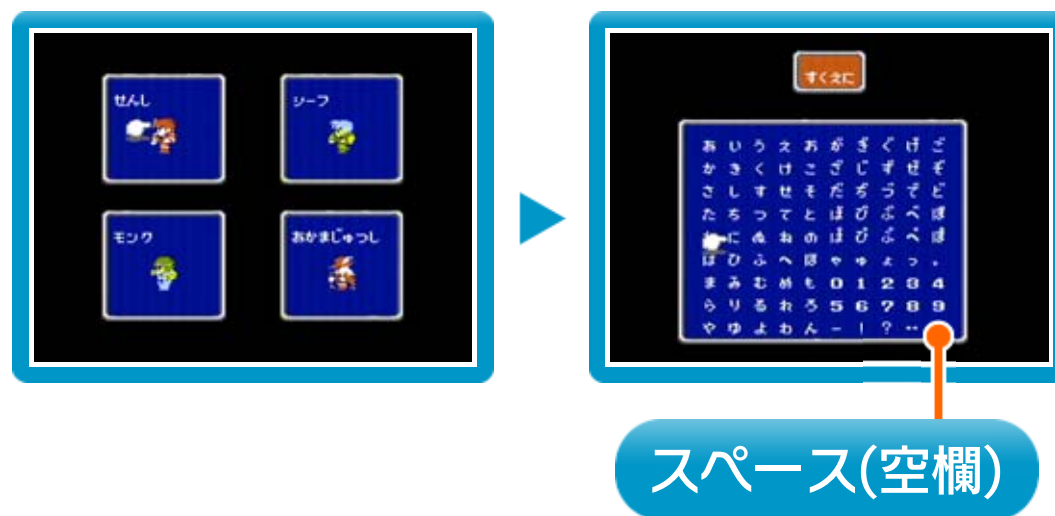 せんし
シーフ
モンク
あかまじゅつし
すくえに
あ い う え お が ぎ ぐ げ ご
か き く け こ ざ じ ず ぜ ぞ
さ し す せ そ だ ぢ づ で ど
た ち つ て と ば び ぶ べ ぼ
に ぬ ね の ぱ ぴ ぷ ぺ ぽ
は ひ ふ へ ほ ゃ ゅ ょ っ 。
ま み む め も 0 1 2 3 4
ら り る れ ろ 5 6 7 8 9
や ゆ よ わ ん ー ! ? ‥
スペース(空欄)